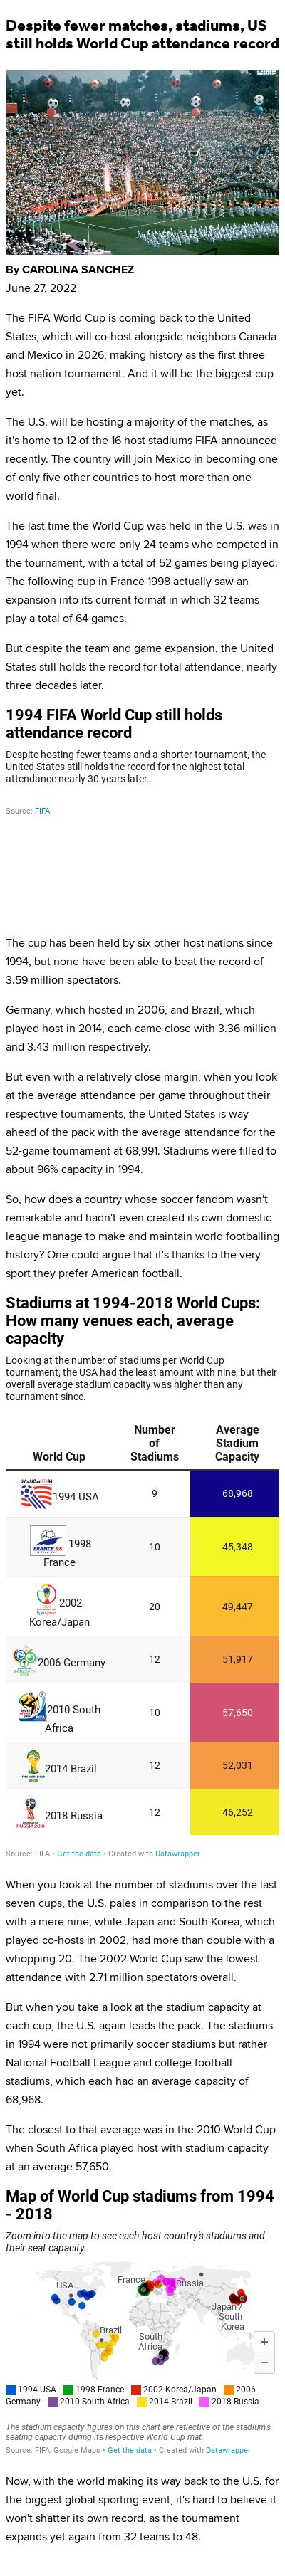 Despite fewer matches, stadiums, US
still holds World Cup attendance record
By CAROLINA SANCHEZ
June 27, 2022
The FIFA World Cup is coming back to the United
States, which will co-host alongside neighbors Canada
and Mexico in 2026, making history as the first three
host nation tournament. And it will be the biggest cup
yet.
The U.S. will be hosting a majority of the matches, as
it's home to 12 of the 16 host stadiums FIFA announced
recently. The country will join Mexico in becoming one
of only five other countries to host more than one
world final.
The last time the World Cup was held in the U.S. was in
1994 when there were only 24 teams who competed in
the tournament, with a total of 52 games being played.
The following cup in France 1998 actually saw an
expansion into its current format in which 32 teams
play a total of 64 games.
But despite the team and game expansion, the United
States still holds the record for total attendance, nearly
three decades later.
1994 FIFA World Cup still holds
attendance record
Despite hosting fewer teams and a shorter tournament, the
United States still holds the record for the highest total
attendance nearly 30 years later.
Source: FIFA
The cup has been held by six other host nations since
1994, but none have been able to beat the record of
3.59 million spectators.
Germany, which hosted in 2006, and Brazil, which
played host in 2014, each came close with 3.36 million
and 3.43 million respectively.
But even with a relatively close margin, when you look
at the average attendance per game throughout their
respective tournaments, the United States is way
ahead of the pack with the average attendance for the
52-game tournament at 68,991. Stadiums were filled to
about 96% capacity in 1994.
So, how does a country whose soccer fandom wasn't
remarkable and hadn't even created its own domestic
league manage to make and maintain world footballing
history? One could argue that it's thanks to the very
sport they prefer American football.
Stadiums at 1994-2018 World Cups:
How many venues each, average
capacity
Looking at the number of stadiums per World Cup
tournament, the USA had the least amount with nine, but their
overall average stadium capacity was higher than any
tournament since.
World Cup Number of Stadiums Average Stadium Capacity
1994 USA 9 68,968
1998 France 10 45,348
2002 Korea/Japan 20 49,447
2006 Germany 12 51,917
2010 South Africa 10 57,650
2014 Brazil 12 52,031
2018 Russia 12 46,252
Source: FIFA • Get the data • Created with Datawrapper
When you look at the number of stadiums over the last
seven cups, the U.S. pales in comparison to the rest
with a mere nine, while Japan and South Korea, which
played co-hosts in 2002, had more than double with a
whopping 20. The 2002 World Cup saw the lowest
attendance with 2.71 million spectators overall.
But when you take a look at the stadium capacity at
each cup, the U.S. again leads the pack. The stadiums
in 1994 were not primarily soccer stadiums but rather
National Football League and college football
stadiums, which each had an average capacity of
68,968.
The closest to that average was in the 2010 World Cup
when South Africa played host with stadium capacity
at an average 57,650.
Map of World Cup stadiums from 1994
- 2018
Zoom into the map to see each host country's stadiums and
their seat capacity.
USA
France
Russia
Japan /
South
Korea
Brazil
South
Africa
+
−
1994 USA 1998 France 2002 Korea/Japan 2006
Germany 2010 South Africa 2014 Brazil 2018 Russia
The stadium capacity figures on this chart are reflective of the stadium's
seating capacity during its respective World Cup mat.
Source: FIFA, Google Maps • Get the data • Created with Datawrapper
Now, with the world making its way back to the U.S. for
the biggest global sporting event, it's hard to believe it
won't shatter its own record, as the tournament
expands yet again from 32 teams to 48.